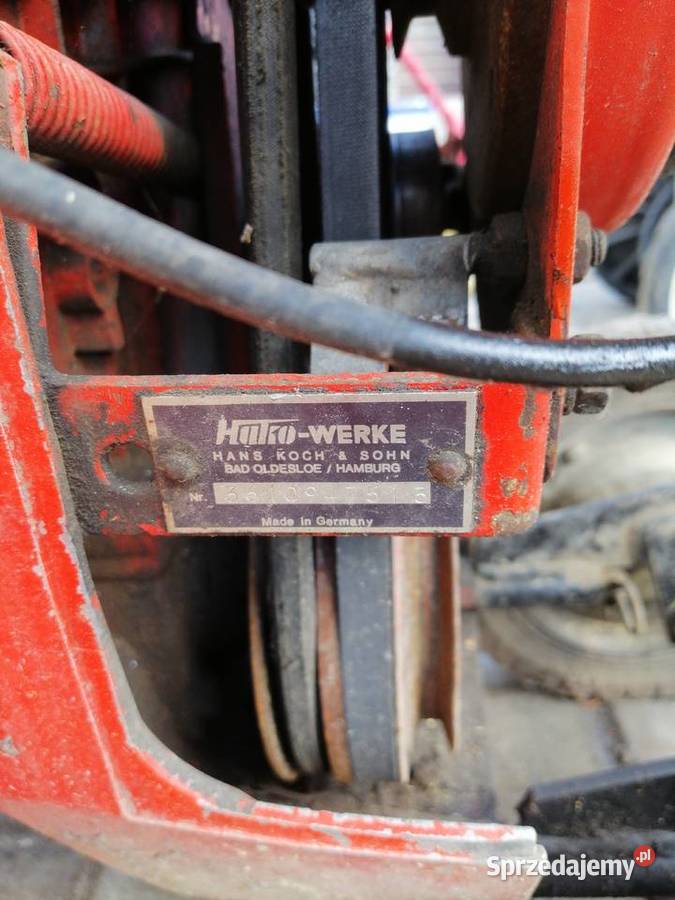 Hako-WERKE
HANS KOCH & SOHN
BAD OLDESLOE / HAMBURG
Nr.
Made in Germany
Sprzedajemy.pl